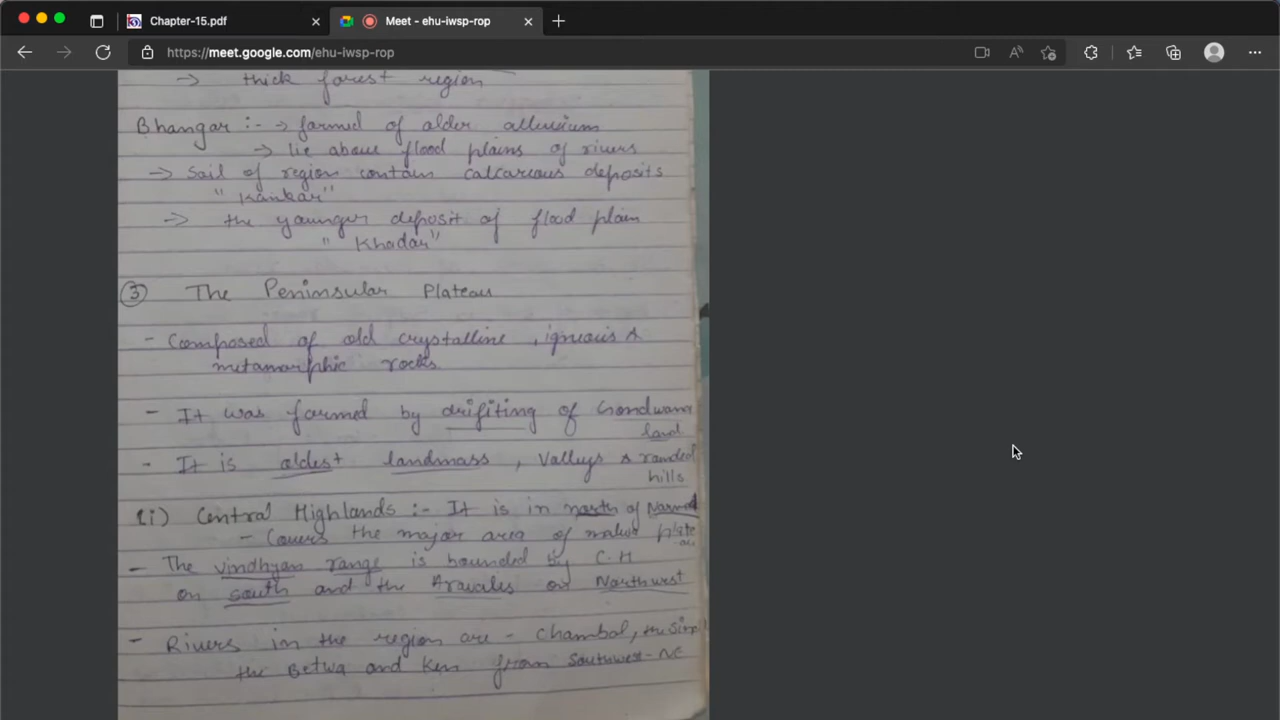 Chapter-15.pdf
Meet - ehu-iwsp-rop
https://meet.google.com/ehu-iwsp-rop
→ thick forest region
Bhangar :- → formed of older alluvium
→ lie above flood plains of rivers
→ Soil of region contain calcareous deposits
"Kankar"
→ the younger deposit of flood plain
"Khadar"
③ The Peninsular Plateau
- Composed of old crystalline, igneous &
metamorphic rocks
- It was formed by drifiting of Gondwana
land
- It is oldest landmass, Valleys & rounded
hills
(i) Central Highlands :- It is in north of
- Covers the major area of malwa plate
au
- The Vindhyan range is bounded by C.H
on south and the Aravalis on Northwest
- Rivers in the region are - Chambal, the
the Betwa and Ken from Southwest-NE